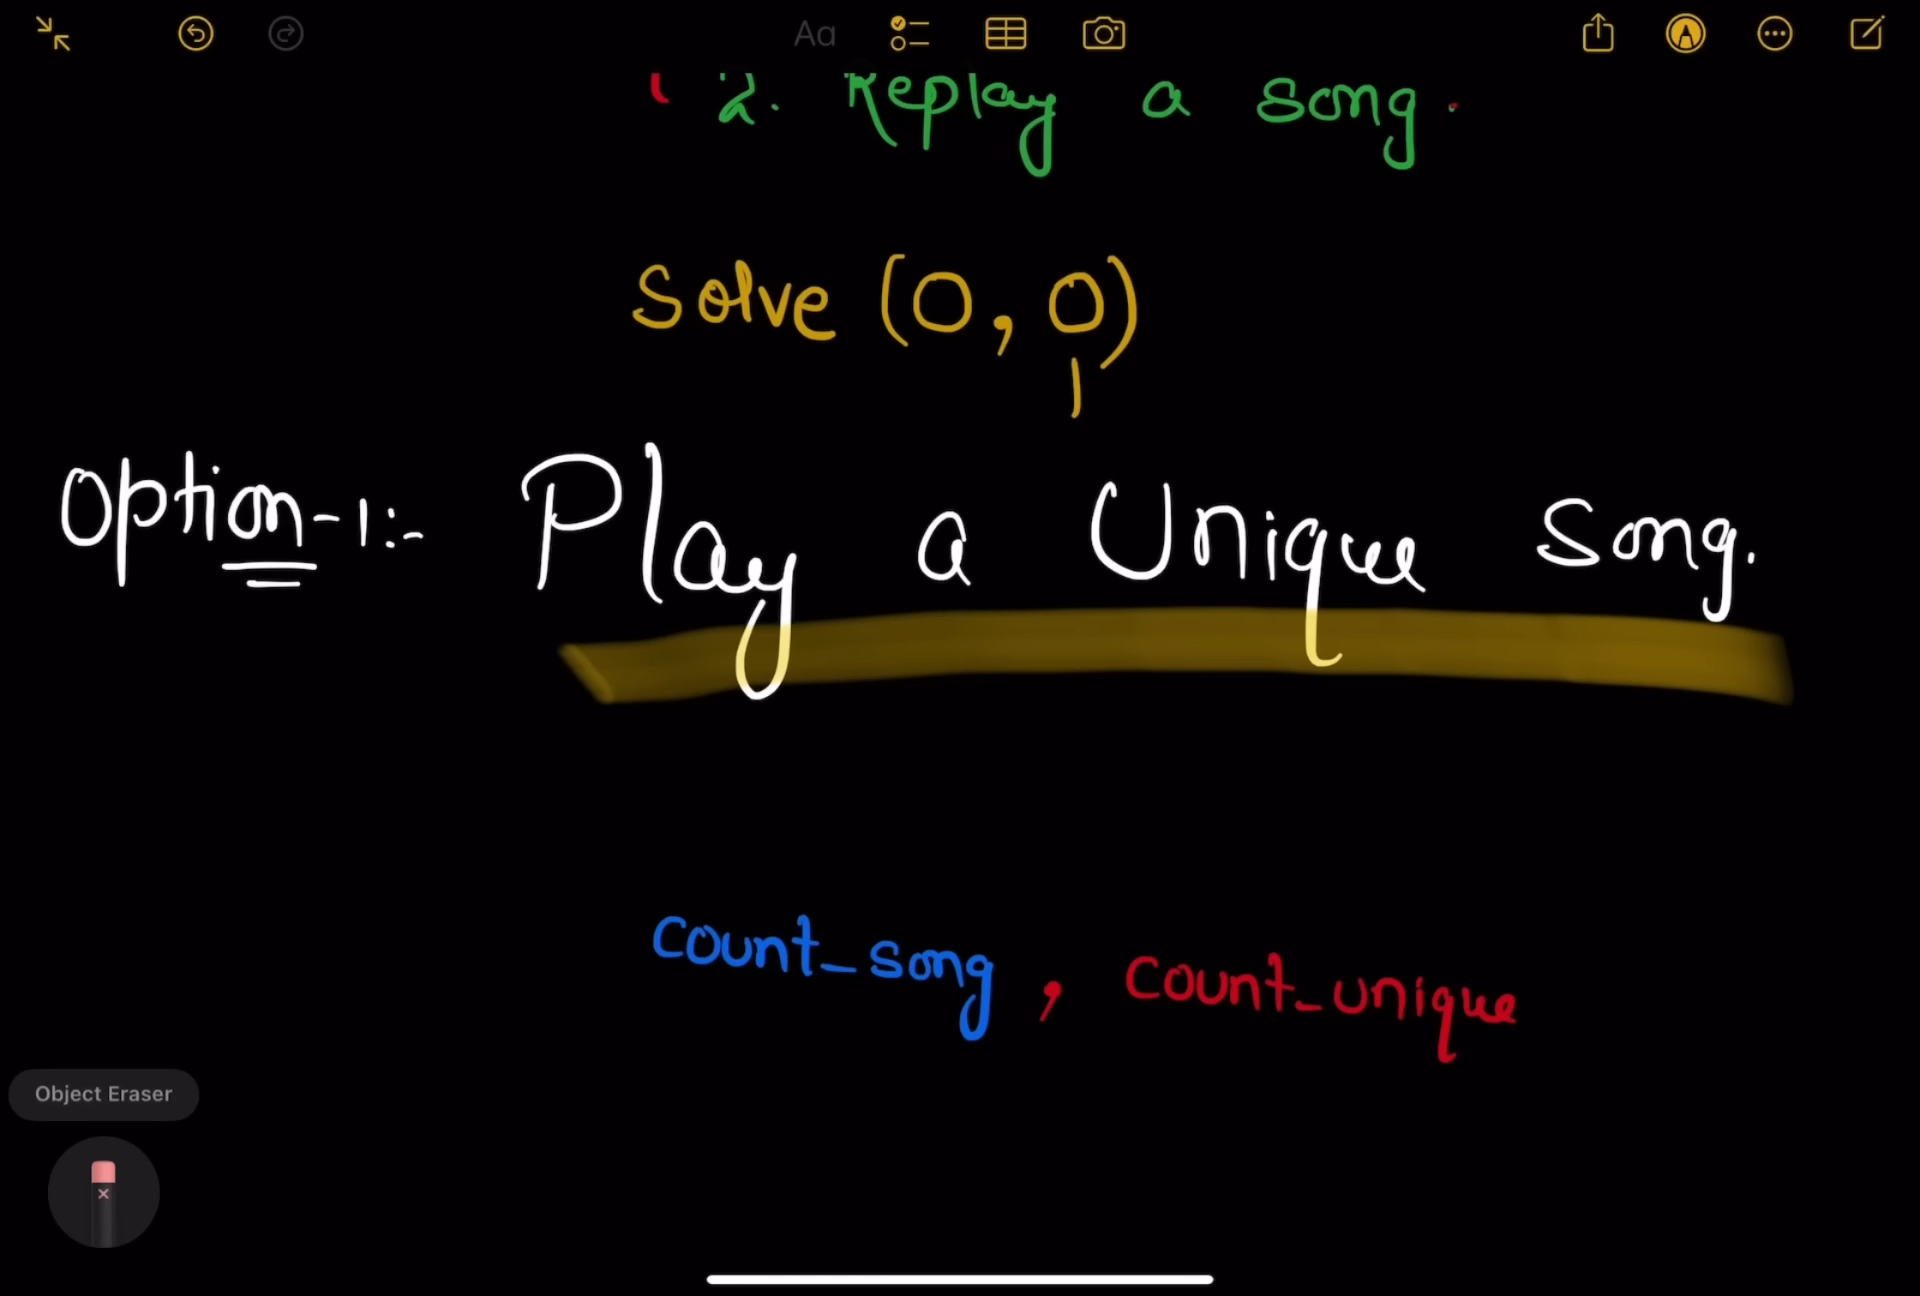 Aa
2. Replay a song.
Solve (0, 0)
Option-1:- Play a Unique Song.
count_song, count_unique
Object Eraser